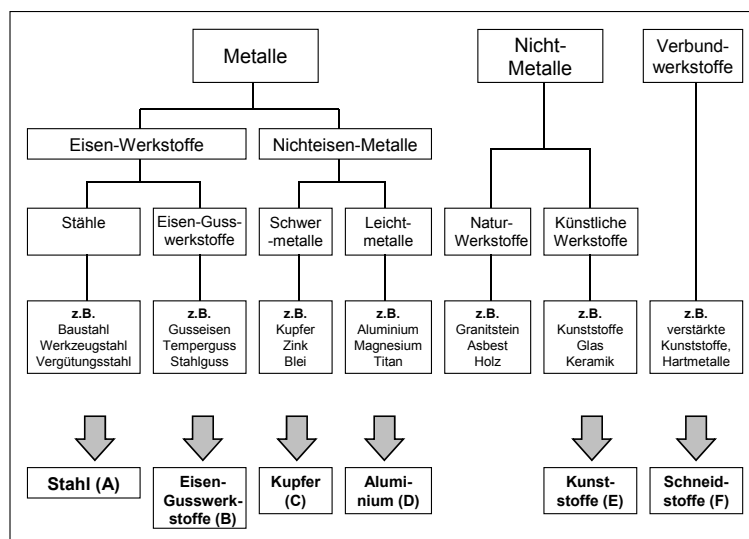 Metalle
Nicht-
Metalle
Verbund-
werkstoffe
Eisen-Werkstoffe
Nichteisen-Metalle
Stähle
Eisen-Guss-
werkstoffe
Schwer
-metalle
Leicht-
metalle
Natur-
Werkstoffe
Künstliche
Werkstoffe
z.B.
Baustahl
Werkzeugstahl
Vergütungsstahl
z.B.
Gusseisen
Temperguss
Stahlguss
z.B.
Kupfer
Zink
Blei
z.B.
Aluminium
Magnesium
Titan
z.B.
Granitstein
Asbest
Holz
z.B.
Kunststoffe
Glas
Keramik
z.B.
verstärkte
Kunststoffe,
Hartmetalle
Stahl (A)
Eisen-
Gusswerk-
stoffe (B)
Kupfer
(C)
Alumi-
nium (D)
Kunst-
stoffe (E)
Schneid-
stoffe (F)